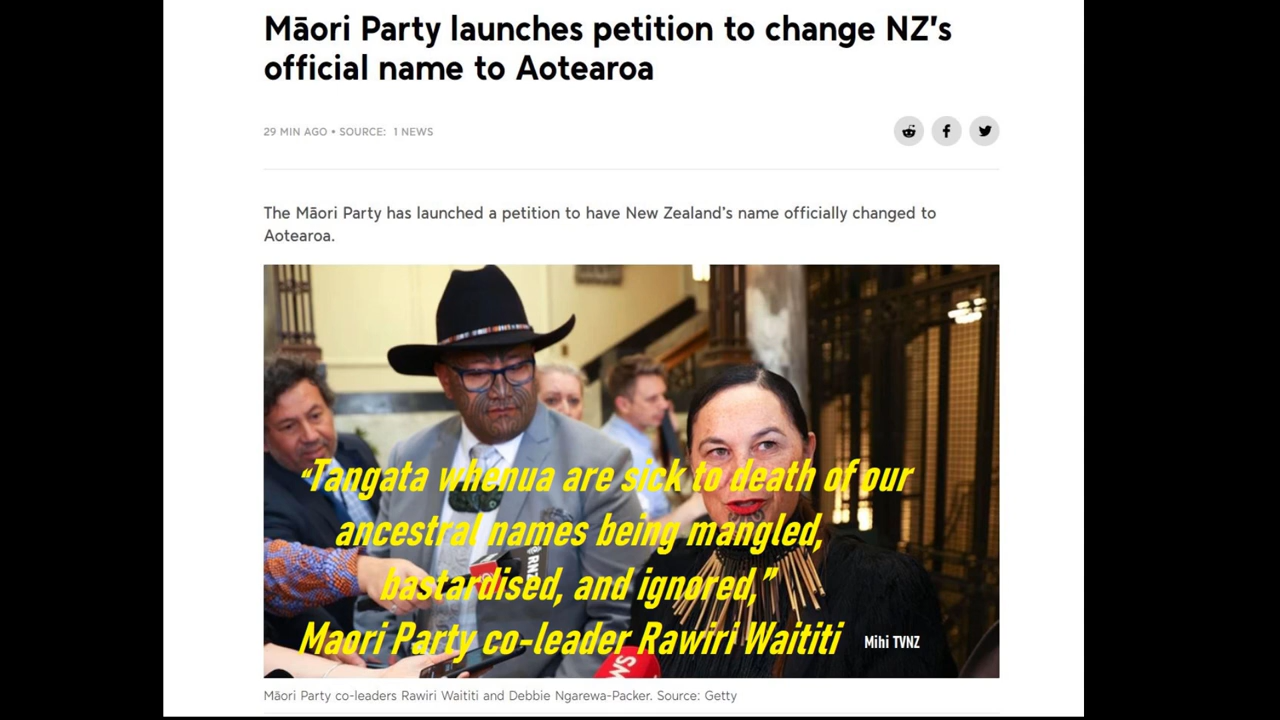 Māori Party launches petition to change NZ's
official name to Aotearoa
29 MIN AGO • SOURCE: 1 NEWS
The Māori Party has launched a petition to have New Zealand's name officially changed to
Aotearoa.
“Tangata whenua are sick to death of our
ancestral names being mangled,
bastardised, and ignored,”
Maori Party co-leader Rawiri Waititi
Mihi TVNZ
RNZ
SN
Māori Party co-leaders Rawiri Waititi and Debbie Ngarewa-Packer. Source: Getty